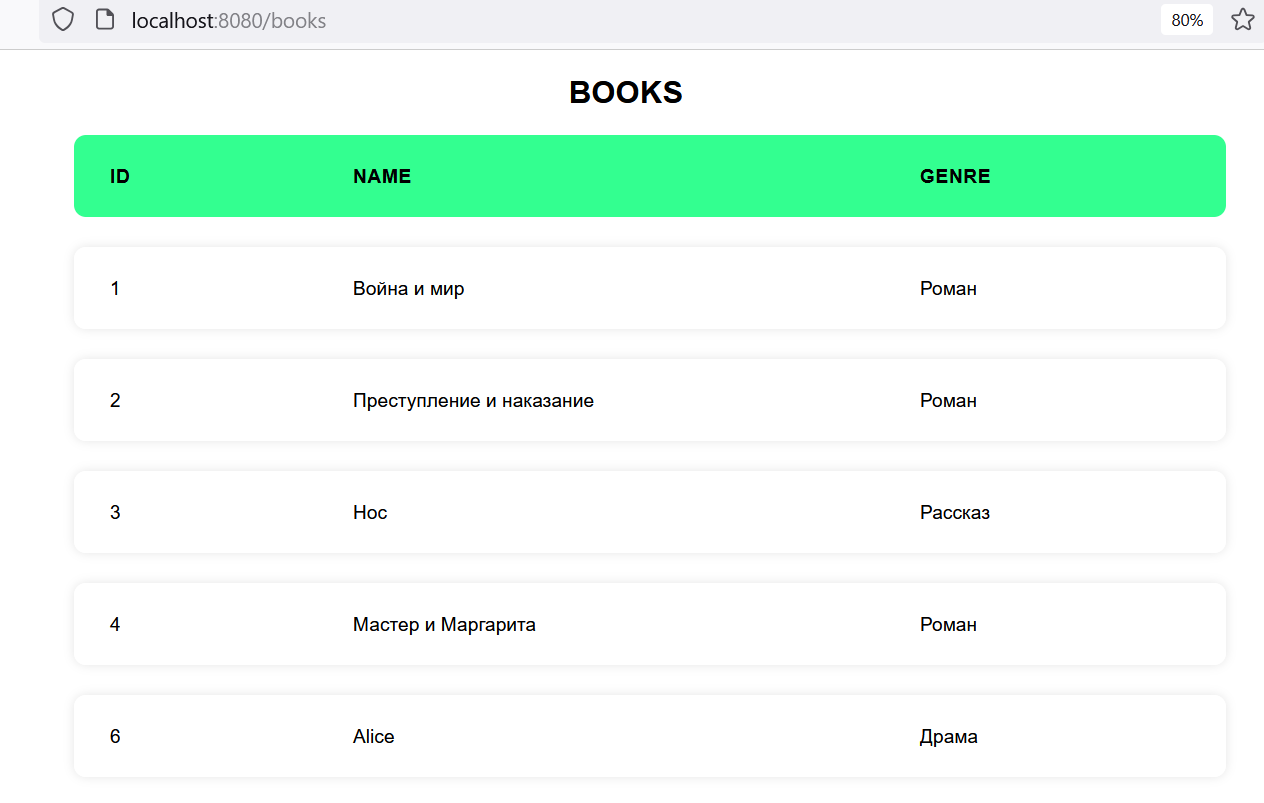 localhost:8080/books 80%
BOOKS
ID NAME GENRE
1 Война и мир Роман
2 Преступление и наказание Роман
3 Нос Рассказ
4 Мастер и Маргарита Роман
6 Alice Драма